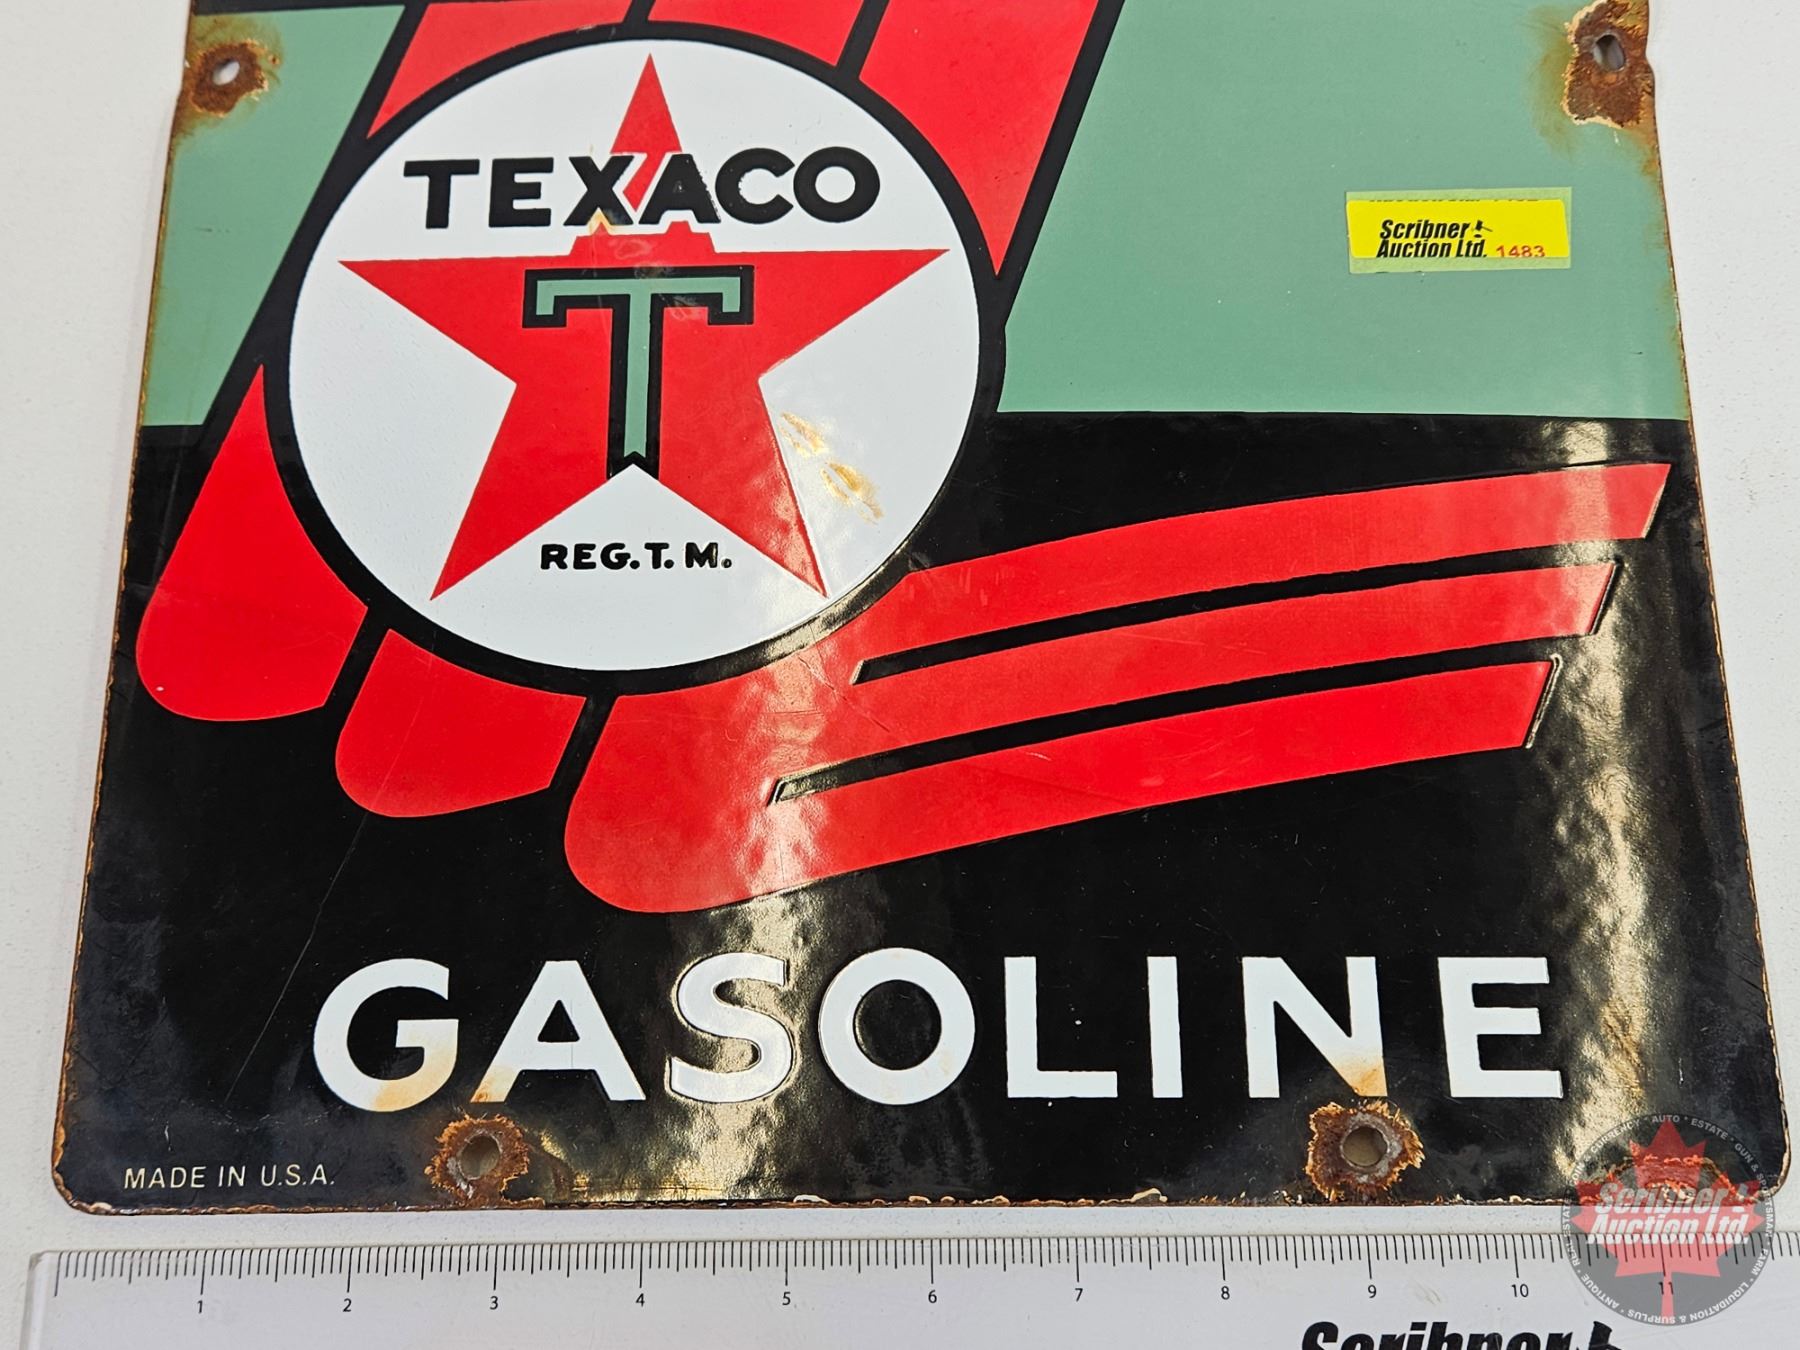 TEXACO
T
REG. T. M.
Scribner
Auction Ltd. 1483
GASOLINE
MADE IN U.S.A.
Scribner
Auction Ltd.
1 2 3 4 5 6 7 8 9 10 11
Scribner